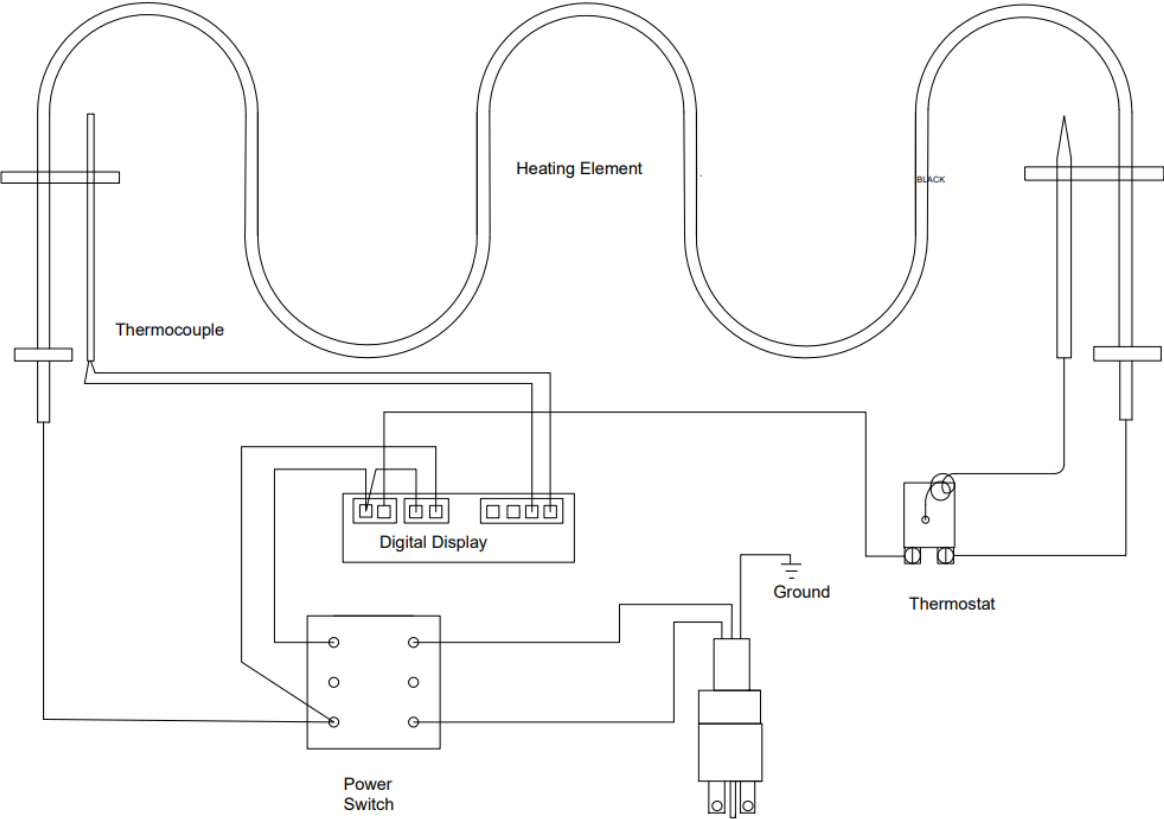 Heating Element
BLACK
Thermocouple
Digital Display
Ground
Thermostat
Power
Switch